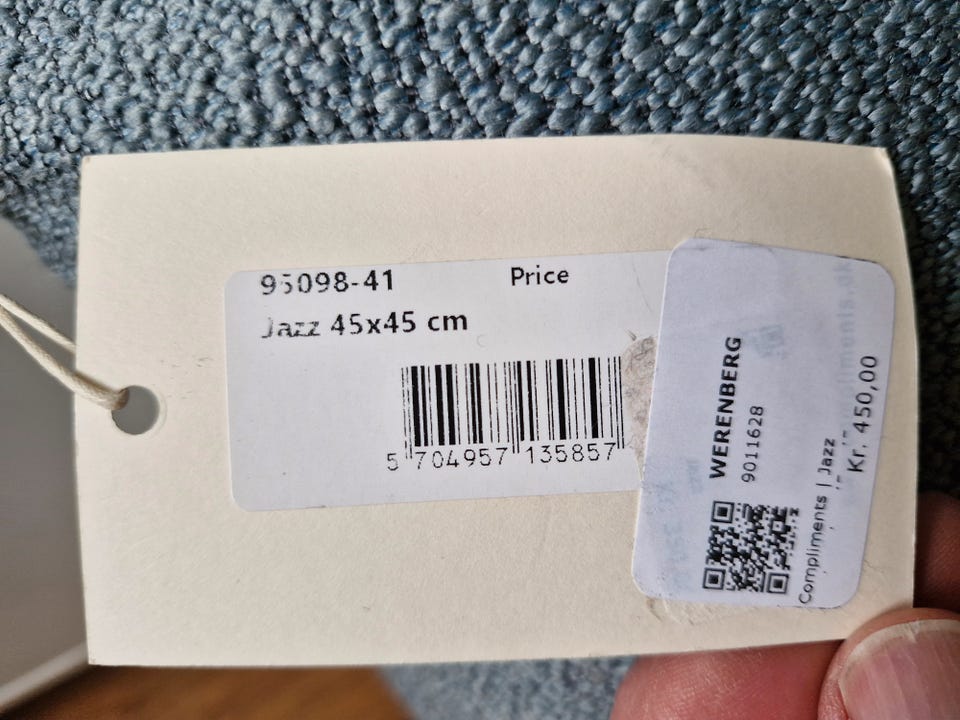 95098-41
Price
Jazz 45x45 cm
5 704957 135857
WERENBERG
9011628
Compliments | Jazz
Kr. 450,00